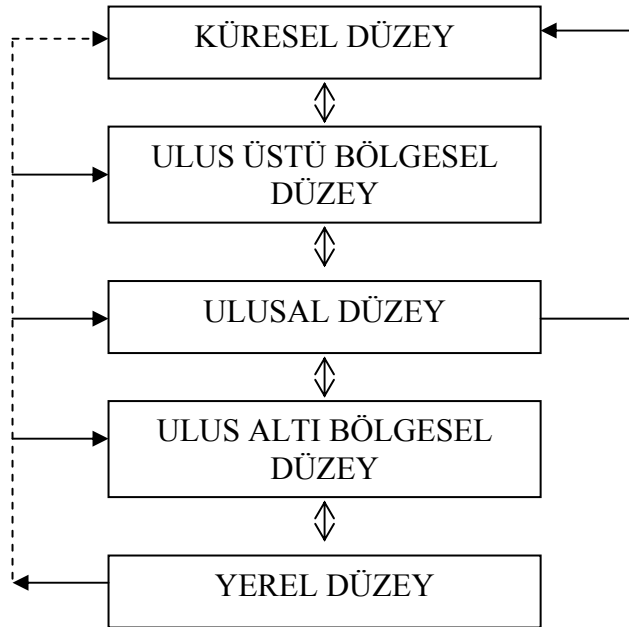 KÜRESEL DÜZEY
ULUS ÜSTÜ BÖLGESEL
DÜZEY
ULUSAL DÜZEY
ULUS ALTI BÖLGESEL
DÜZEY
YEREL DÜZEY